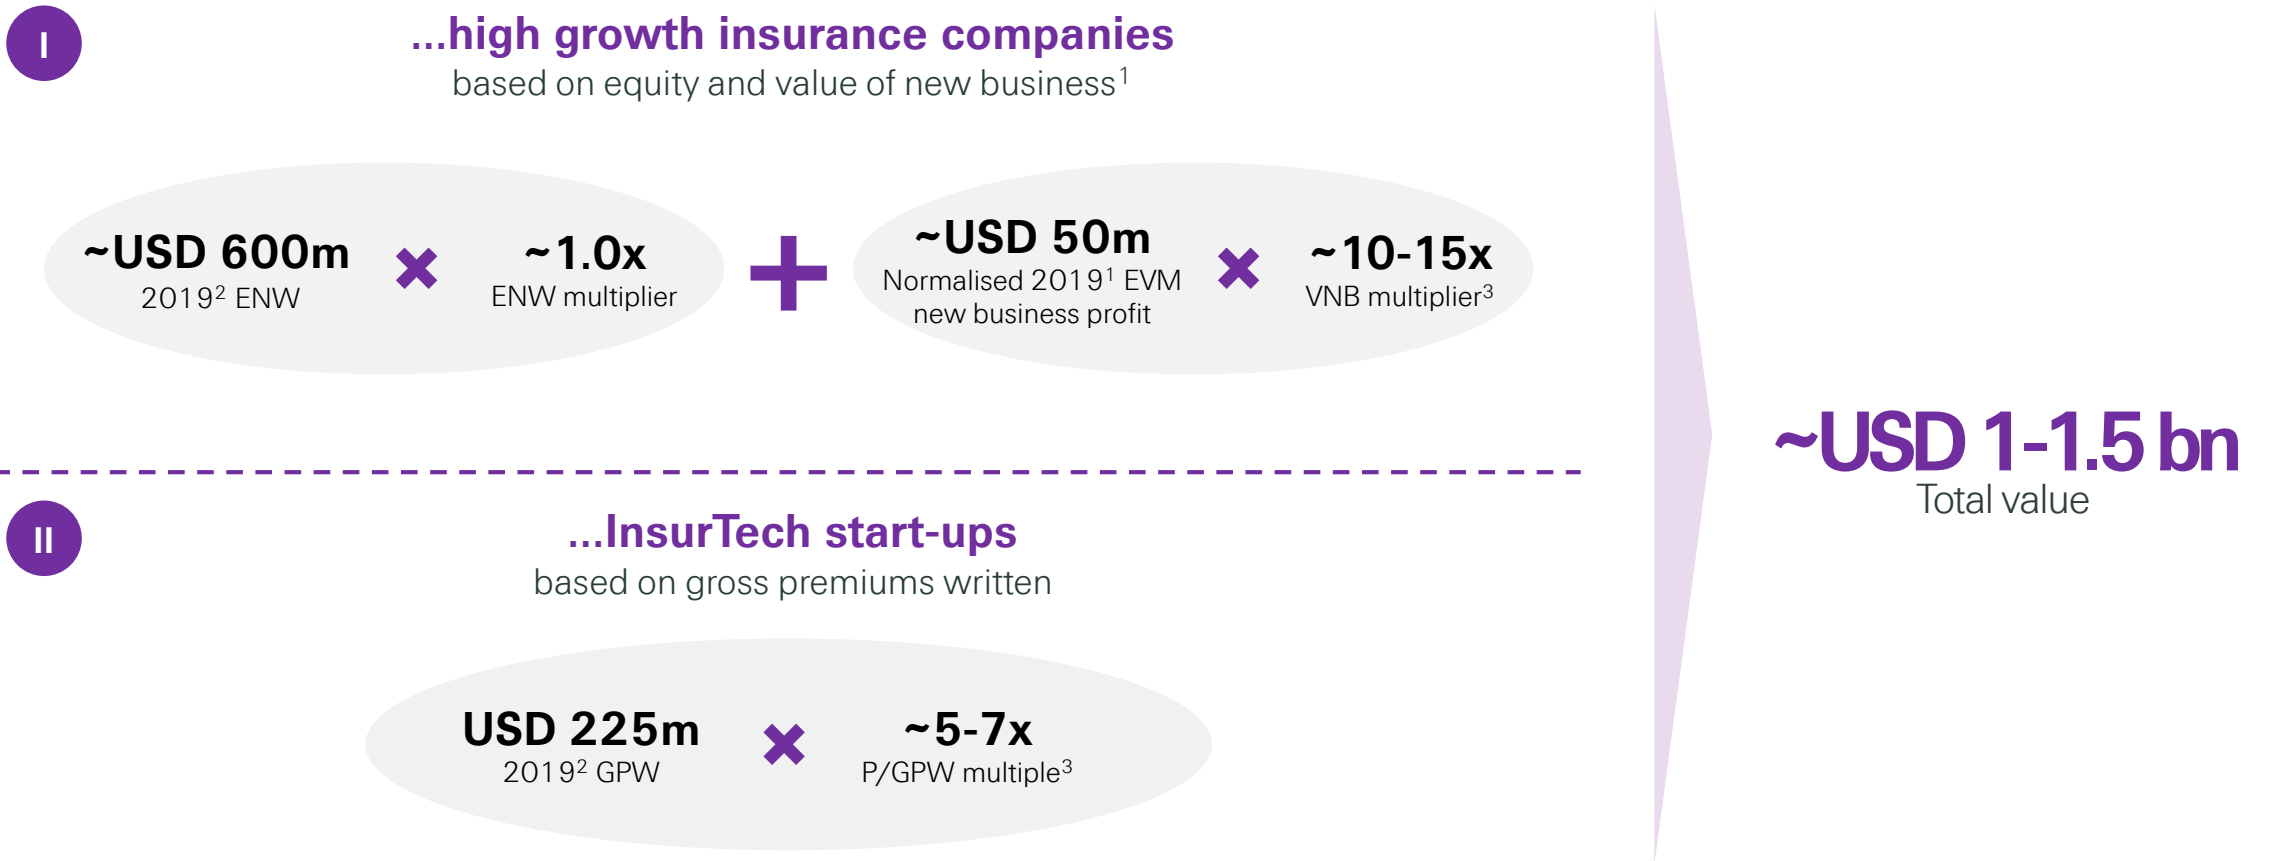 I
...high growth insurance companies
based on equity and value of new business1
~USD 600m
20192 ENW
~1.0x
ENW multiplier
~USD 50m
Normalised 20191 EVM
new business profit
~10-15x
VNB multiplier3
~USD 1-1.5 bn
Total value
II
...InsurTech start-ups
based on gross premiums written
USD 225m
20192 GPW
~5-7x
P/GPW multiple3